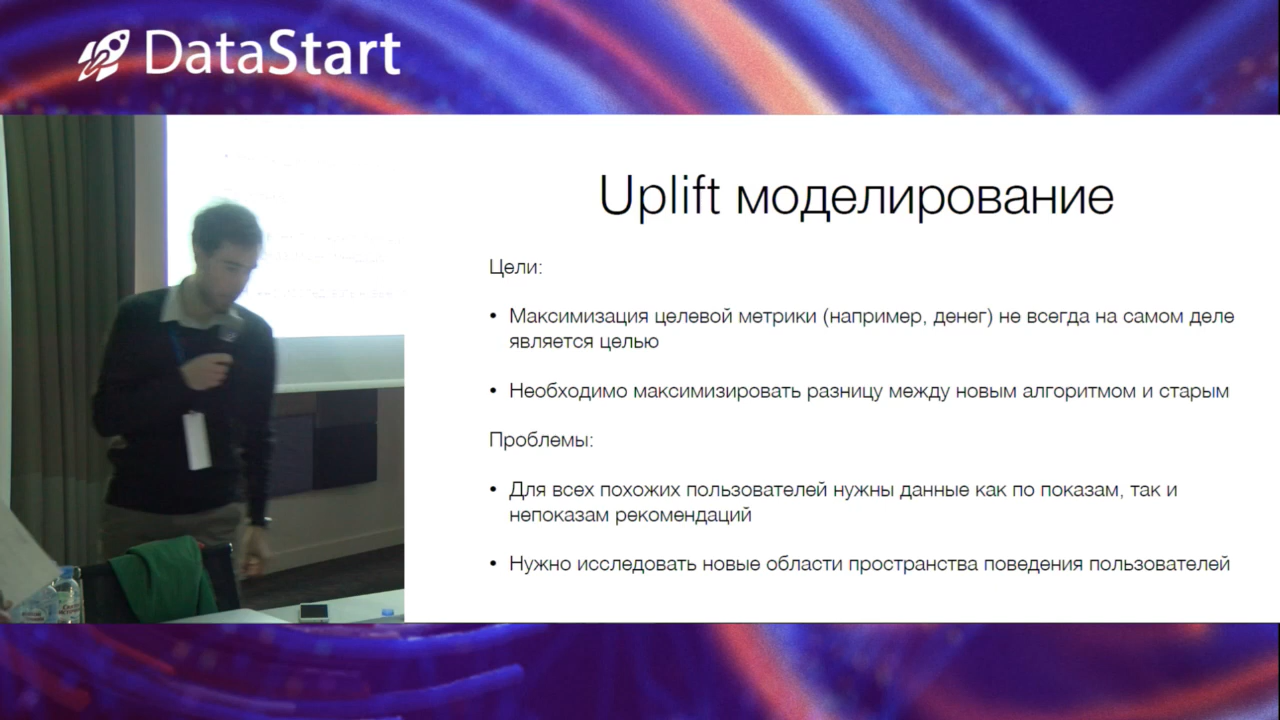 DataStart
Uplift моделирование
Цели:
• Максимизация целевой метрики (например, денег) не всегда на самом деле
является целью
• Необходимо максимизировать разницу между новым алгоритмом и старым
Проблемы:
• Для всех похожих пользователей нужны данные как по показам, так и
непоказам рекомендаций
• Нужно исследовать новые области пространства поведения пользователей